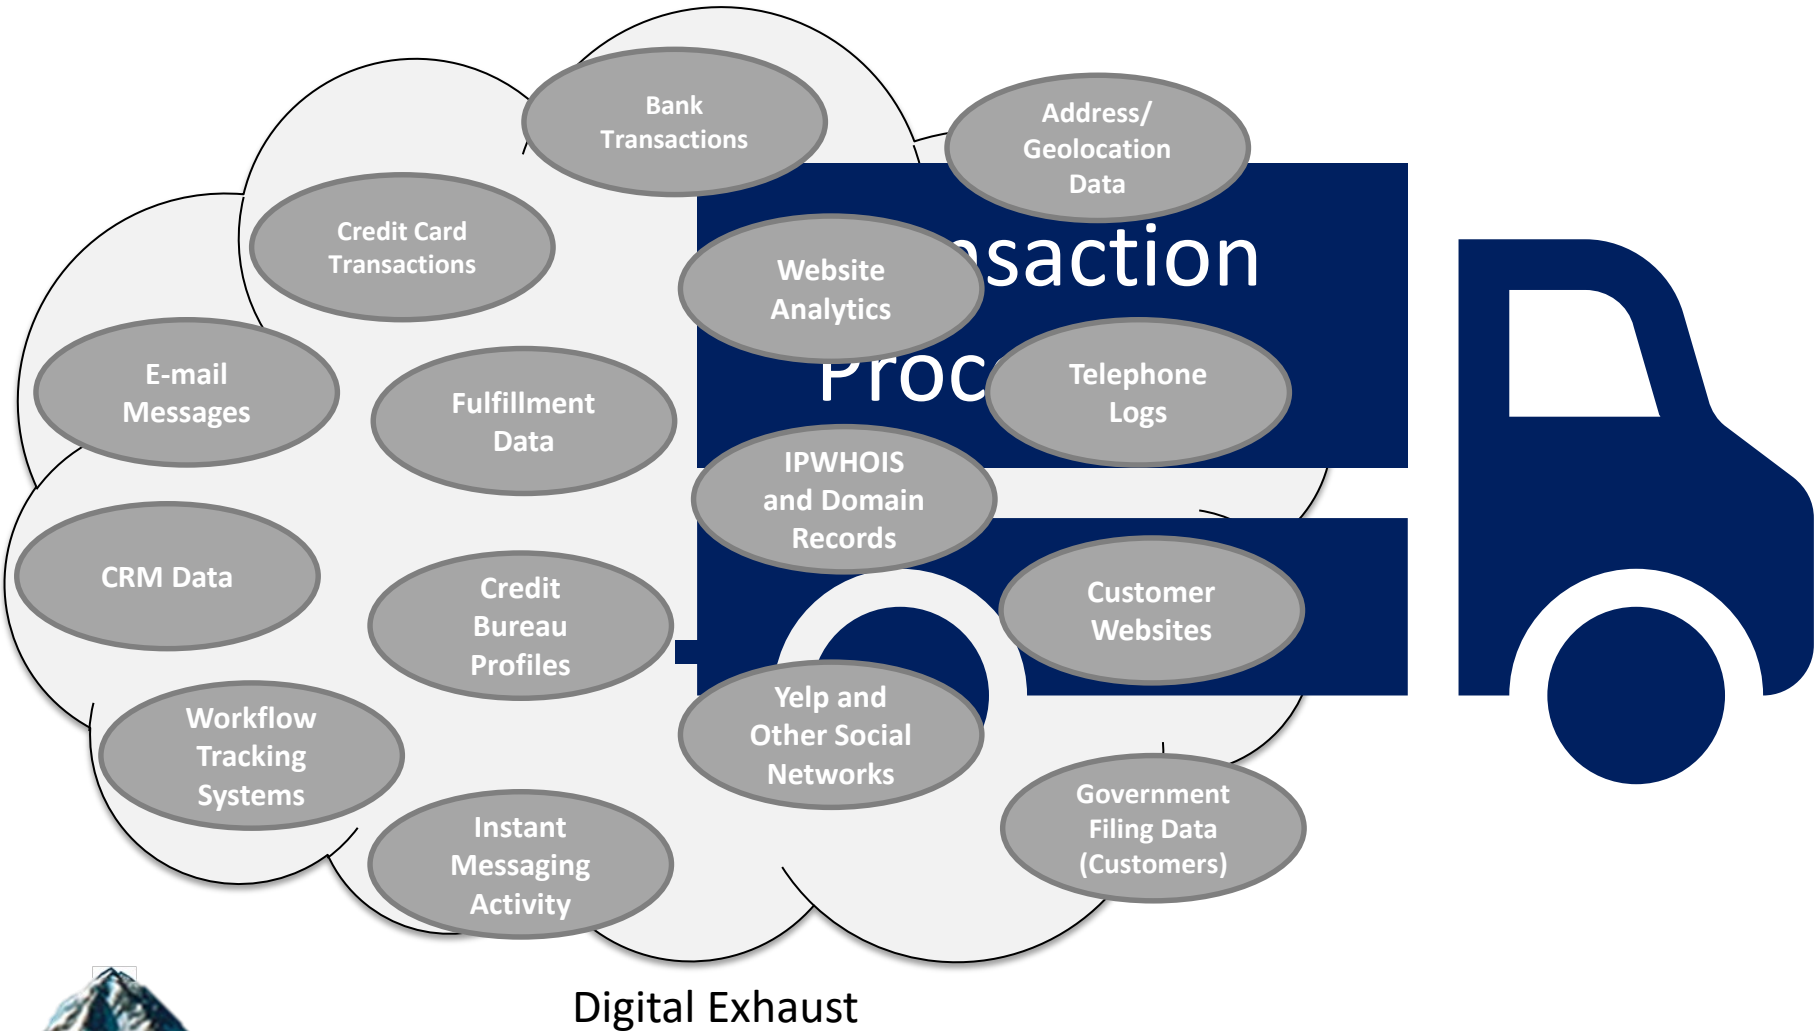 Bank
Transactions
Address/
Geolocation
Data
Credit Card
Transactions
Website
Analytics
nsaction
Proc
E-mail
Messages
Fulfillment
Data
Telephone
Logs
IPWHOIS
and Domain
Records
CRM Data
Credit
Bureau
Profiles
Customer
Websites
Workflow
Tracking
Systems
Yelp and
Other Social
Networks
Instant
Messaging
Activity
Government
Filing Data
(Customers)
Digital Exhaust